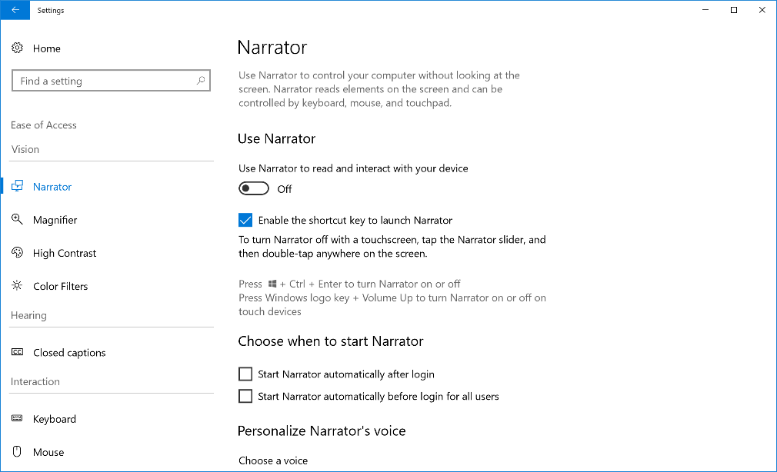 Settings
Home
Find a setting
Ease of Access
Vision
Narrator
Magnifier
High Contrast
Color Filters
Hearing
Closed captions
Interaction
Keyboard
Mouse
Narrator
Use Narrator to control your computer without looking at the
screen. Narrator reads elements on the screen and can be
controlled by keyboard, mouse, and touchpad.
Use Narrator
Use Narrator to read and interact with your device
Off
Enable the shortcut key to launch Narrator
To turn Narrator off with a touchscreen, tap the Narrator slider, and
then double-tap anywhere on the screen.
Press + Ctrl + Enter to turn Narrator on or off
Press Windows logo key + Volume Up to turn Narrator on or off on
touch devices
Choose when to start Narrator
Start Narrator automatically after login
Start Narrator automatically before login for all users
Personalize Narrator's voice
Choose a voice